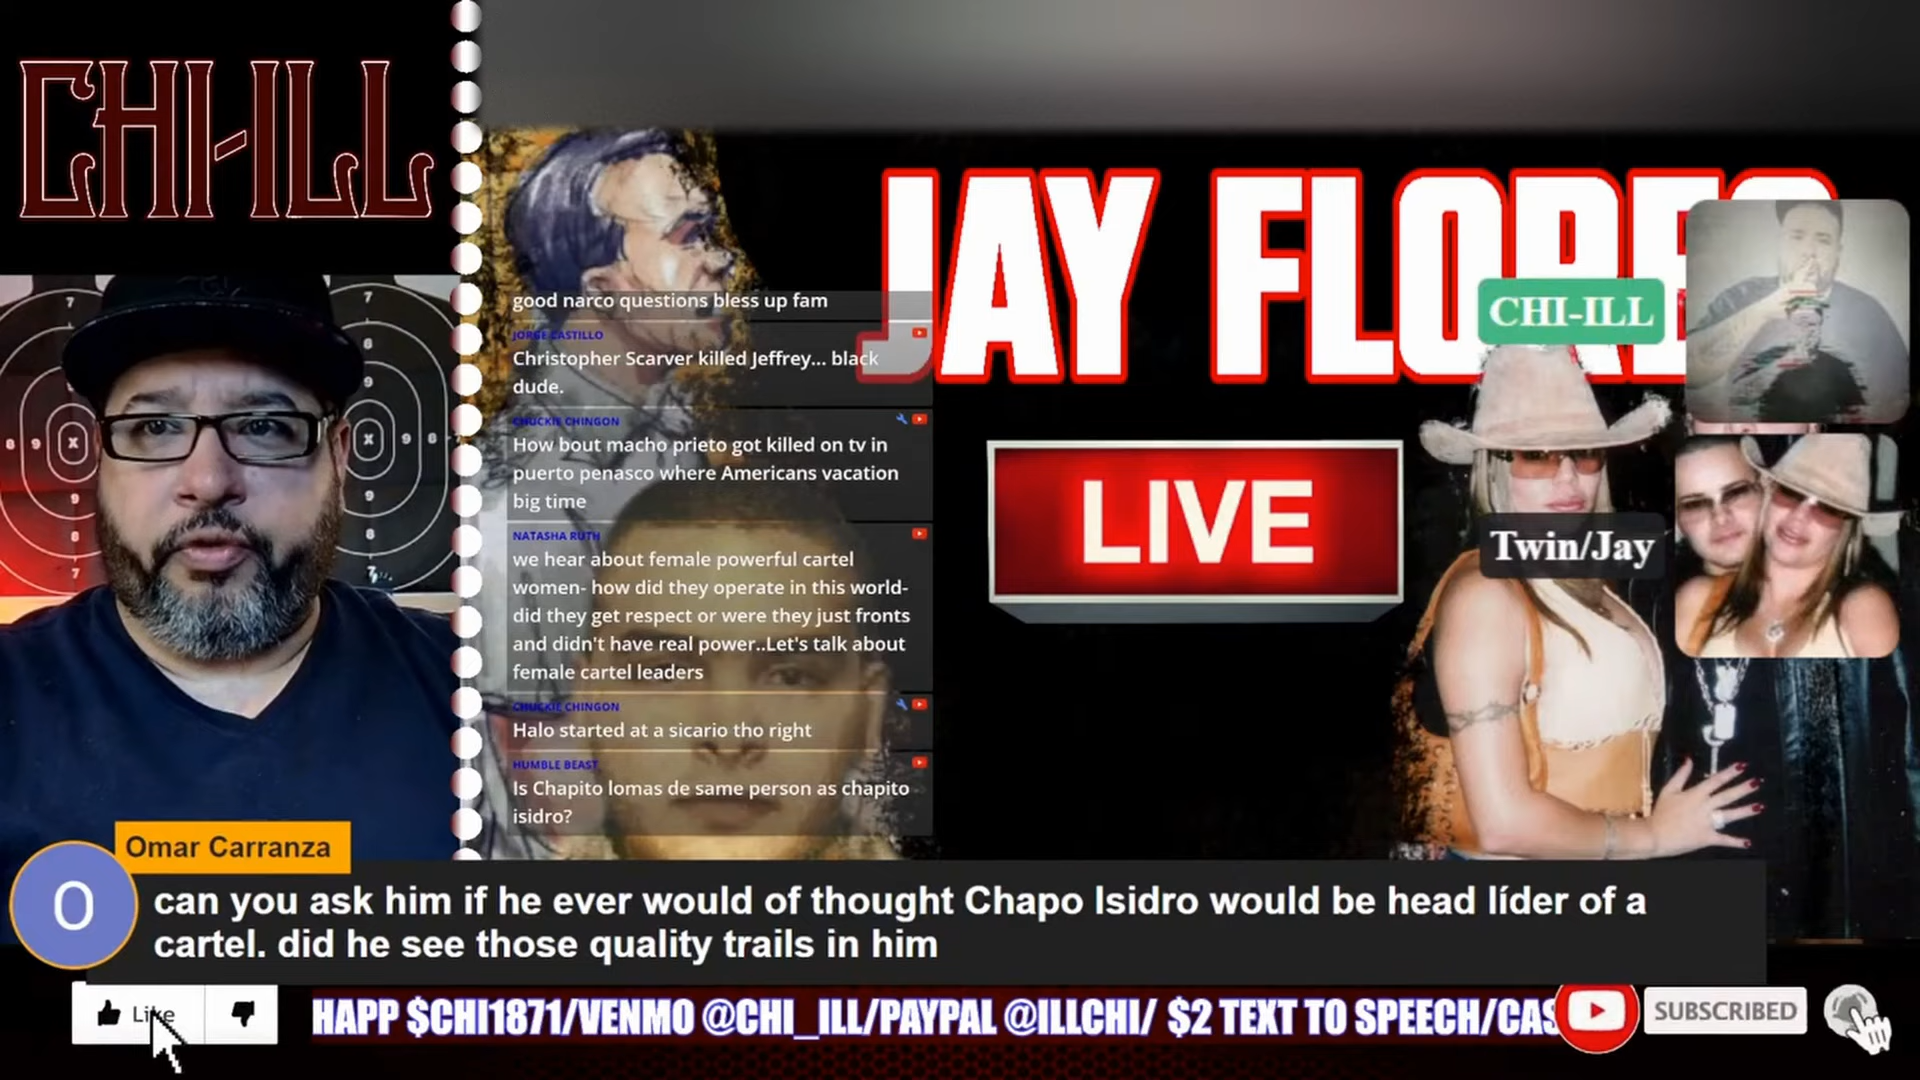 CHI-ILL
JAY FLORES
CHI-ILL
Twin/Jay
LIVE
good narco questions bless up fam
JORGE CASTILLO
Christopher Scarver killed Jeffrey... black
dude.
CHUCKIE CHINGON
How bout macho prieto got killed on tv in
puerto penasco where Americans vacation
big time
NATASHA RUTH
we hear about female powerful cartel
women- how did they operate in this world-
did they get respect or were they just fronts
and didn't have real power..Let's talk about
female cartel leaders
CHUCKIE CHINGON
Halo started at a sicario tho right
HUMBLE BEAST
Is Chapito lomas de same person as chapito
isidro?
Omar Carranza
O
can you ask him if he ever would of thought Chapo Isidro would be head líder of a
cartel. did he see those quality trails in him
Like
HAPP $CHI1871/VENMO @CHI_ILL/PAYPAL @ILLCHI/ $2 TEXT TO SPEECH/CAS
SUBSCRIBED